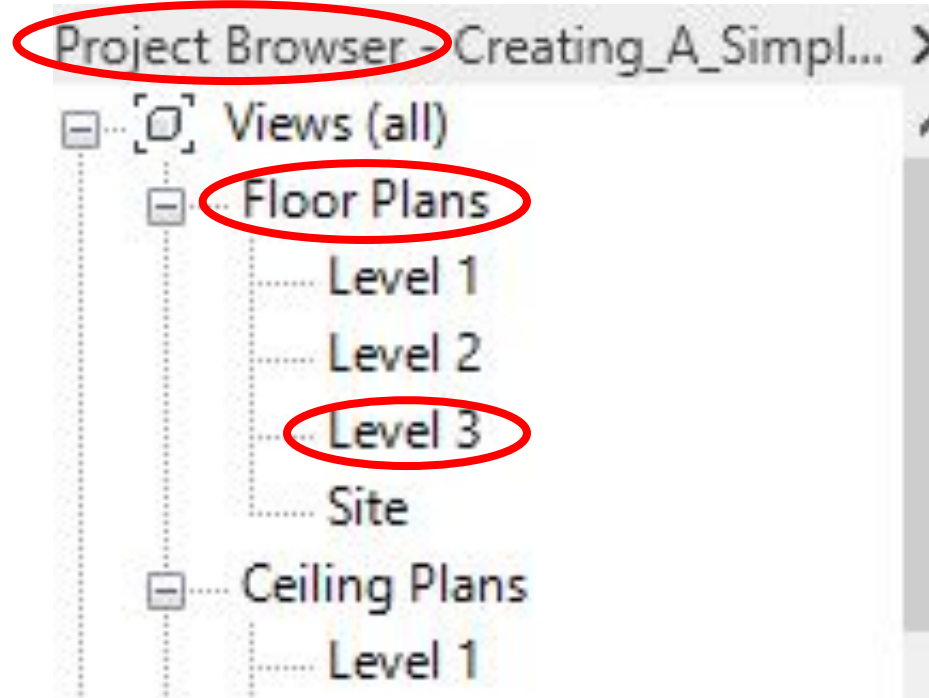 Project Browser - Creating_A_Simpl...
Views (all)
Floor Plans
Level 1
Level 2
Level 3
Site
Ceiling Plans
Level 1